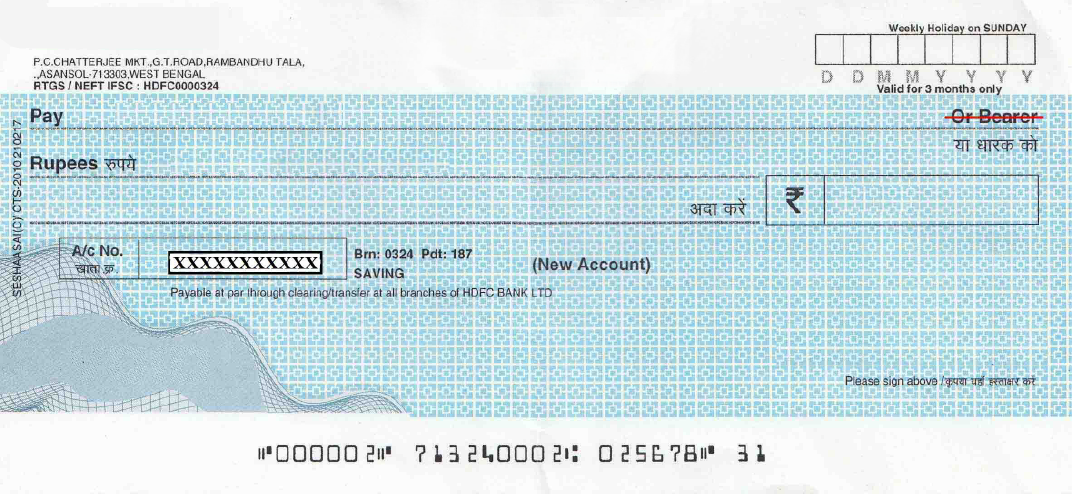 Weekly Holiday on SUNDAY
P.C.CHATTERJEE MKT.,G.T.ROAD,RAMBANDHU TALA,
.,ASANSOL-713303,WEST BENGAL
RTGS / NEFT IFSC : HDFC0000324
D D M M Y Y Y Y
Valid for 3 months only
Pay
Or Bearer
या धारक को
Rupees रुपये
अदा करें
₹
SESHAASAI(C)/ CTS-2010 210217
A/c No.
खाता क्र.
XXXXXXXXXXX
Brn: 0324 Pdt: 187
SAVING
(New Account)
Payable at par through clearing/transfer at all branches of HDFC BANK LTD
Please sign above /कृपया यहाँ हस्ताक्षर करें
⑈000002⑈ 713240002⑆ 025678⑈ 31